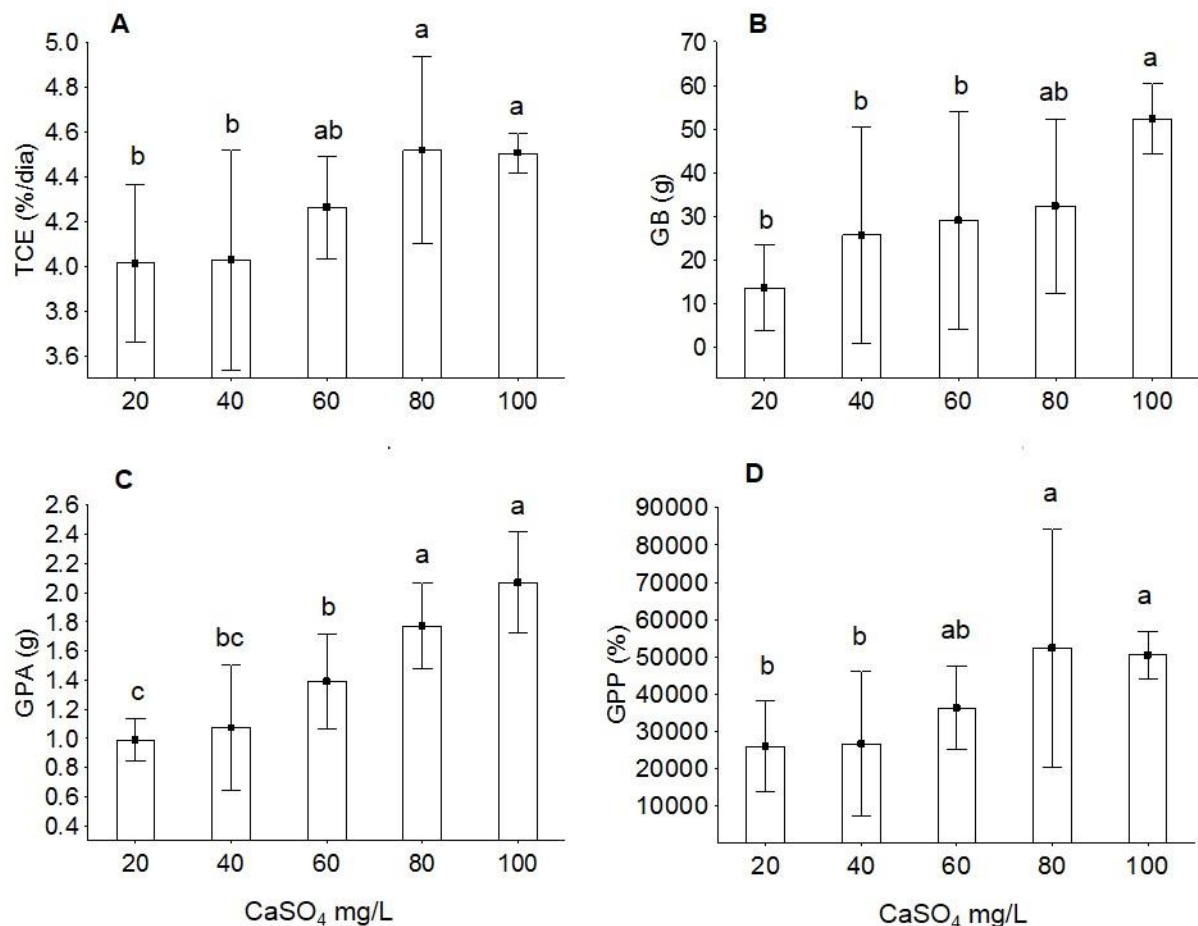 A
TCE (%/dia)
5.0
4.8
4.6
4.4
4.2
4.0
3.8
3.6
b
b
ab
a
a
20 40 60 80 100
B
GB (g)
70
60
50
40
30
20
10
0
b
b
b
ab
a
20 40 60 80 100
C
GPA (g)
2.6
2.4
2.2
2.0
1.8
1.6
1.4
1.2
1.0
0.8
0.6
0.4
c
bc
b
a
a
20 40 60 80 100
CaSO₄ mg/L
D
GPP (%)
90000
80000
70000
60000
50000
40000
30000
20000
10000
b
b
ab
a
a
20 40 60 80 100
CaSO₄ mg/L